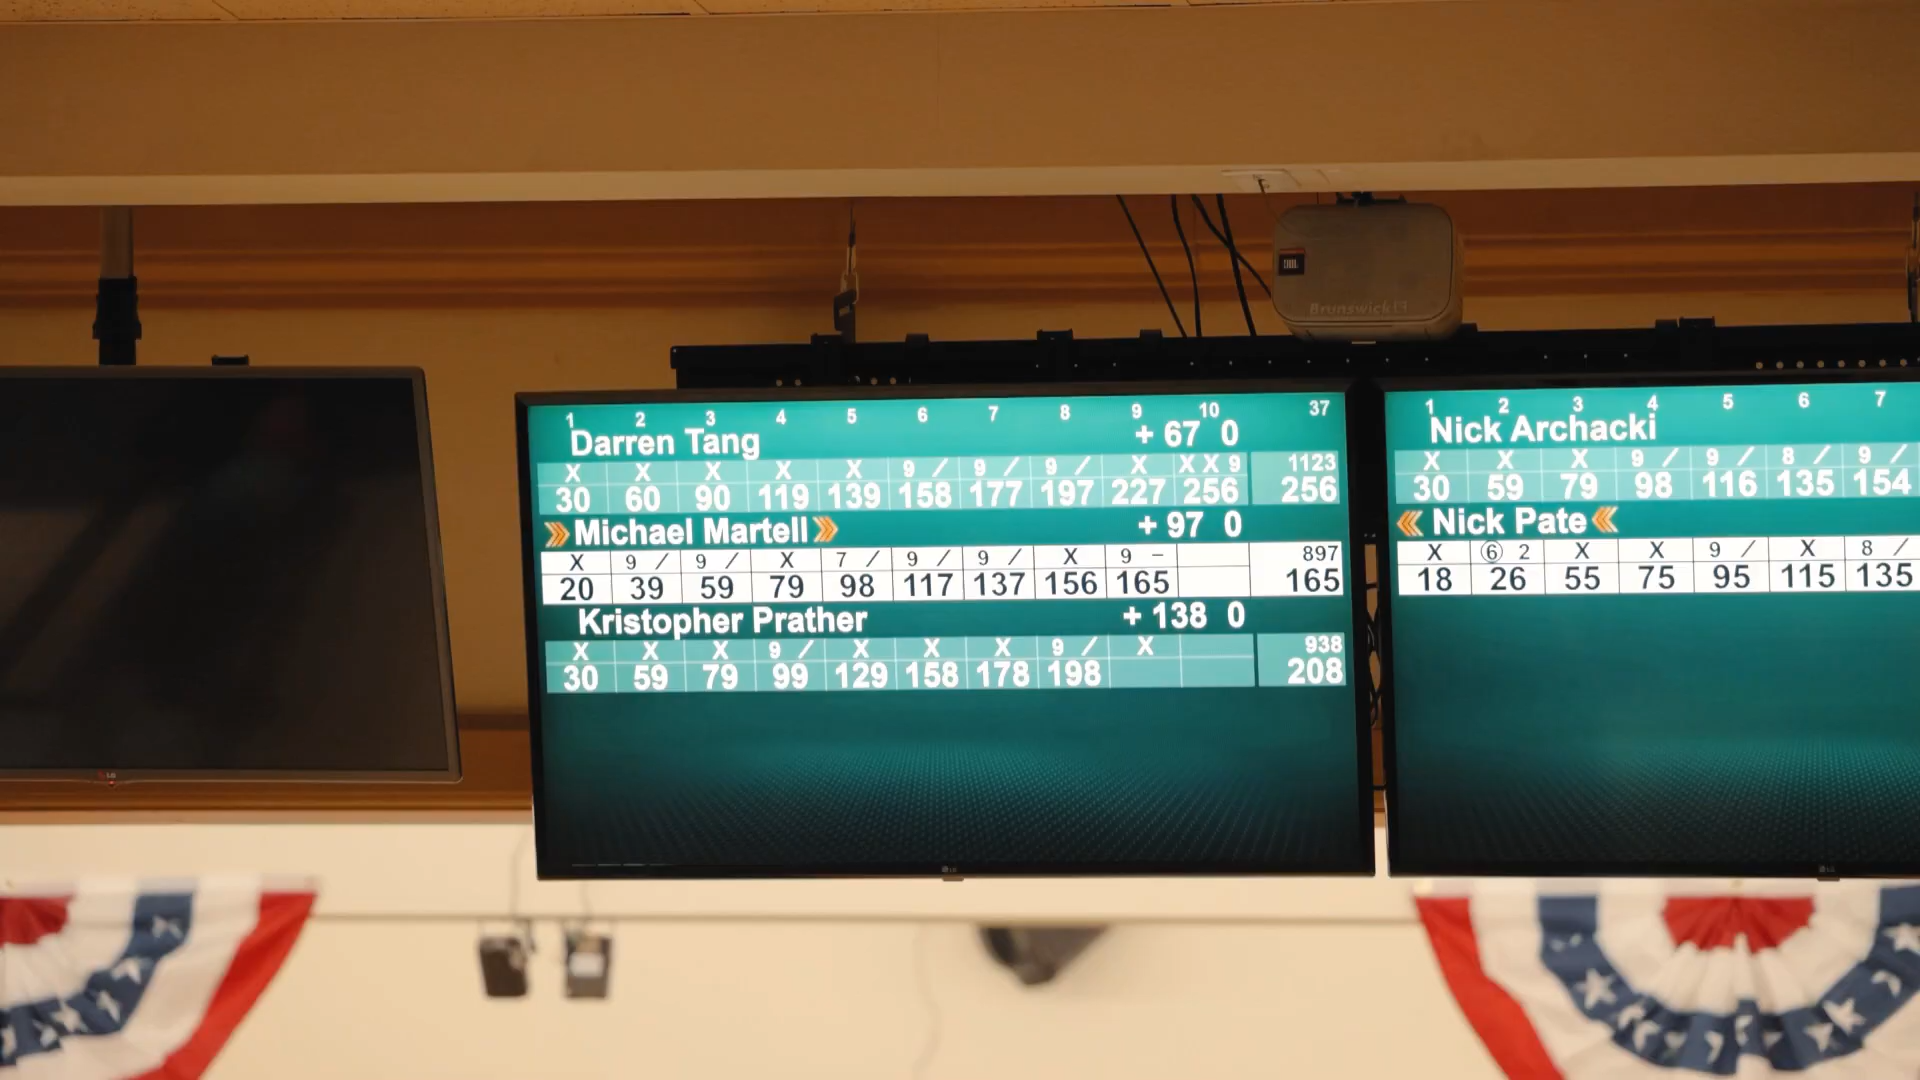 JBL
Brunswick
1 2 3 4 5 6 7 8 9 10 37
Darren Tang + 67 0
X X X X X 9 / 9 / 9 / X X X 9 1123
30 60 90 119 139 158 177 197 227 256 256
Michael Martell + 97 0
X 9 / 9 / X 7 / 9 / 9 / X 9 – 897
20 39 59 79 98 117 137 156 165 165
Kristopher Prather + 138 0
X X X 9 / X X X 9 / X 938
30 59 79 99 129 158 178 198 208
LG
1 2 3 4 5 6 7
Nick Archacki
X X X 9 / 9 / 8 / 9 /
30 59 79 98 116 135 154
Nick Pate
X 6 2 X X 9 / X 8 /
18 26 55 75 95 115 135
LG
LG